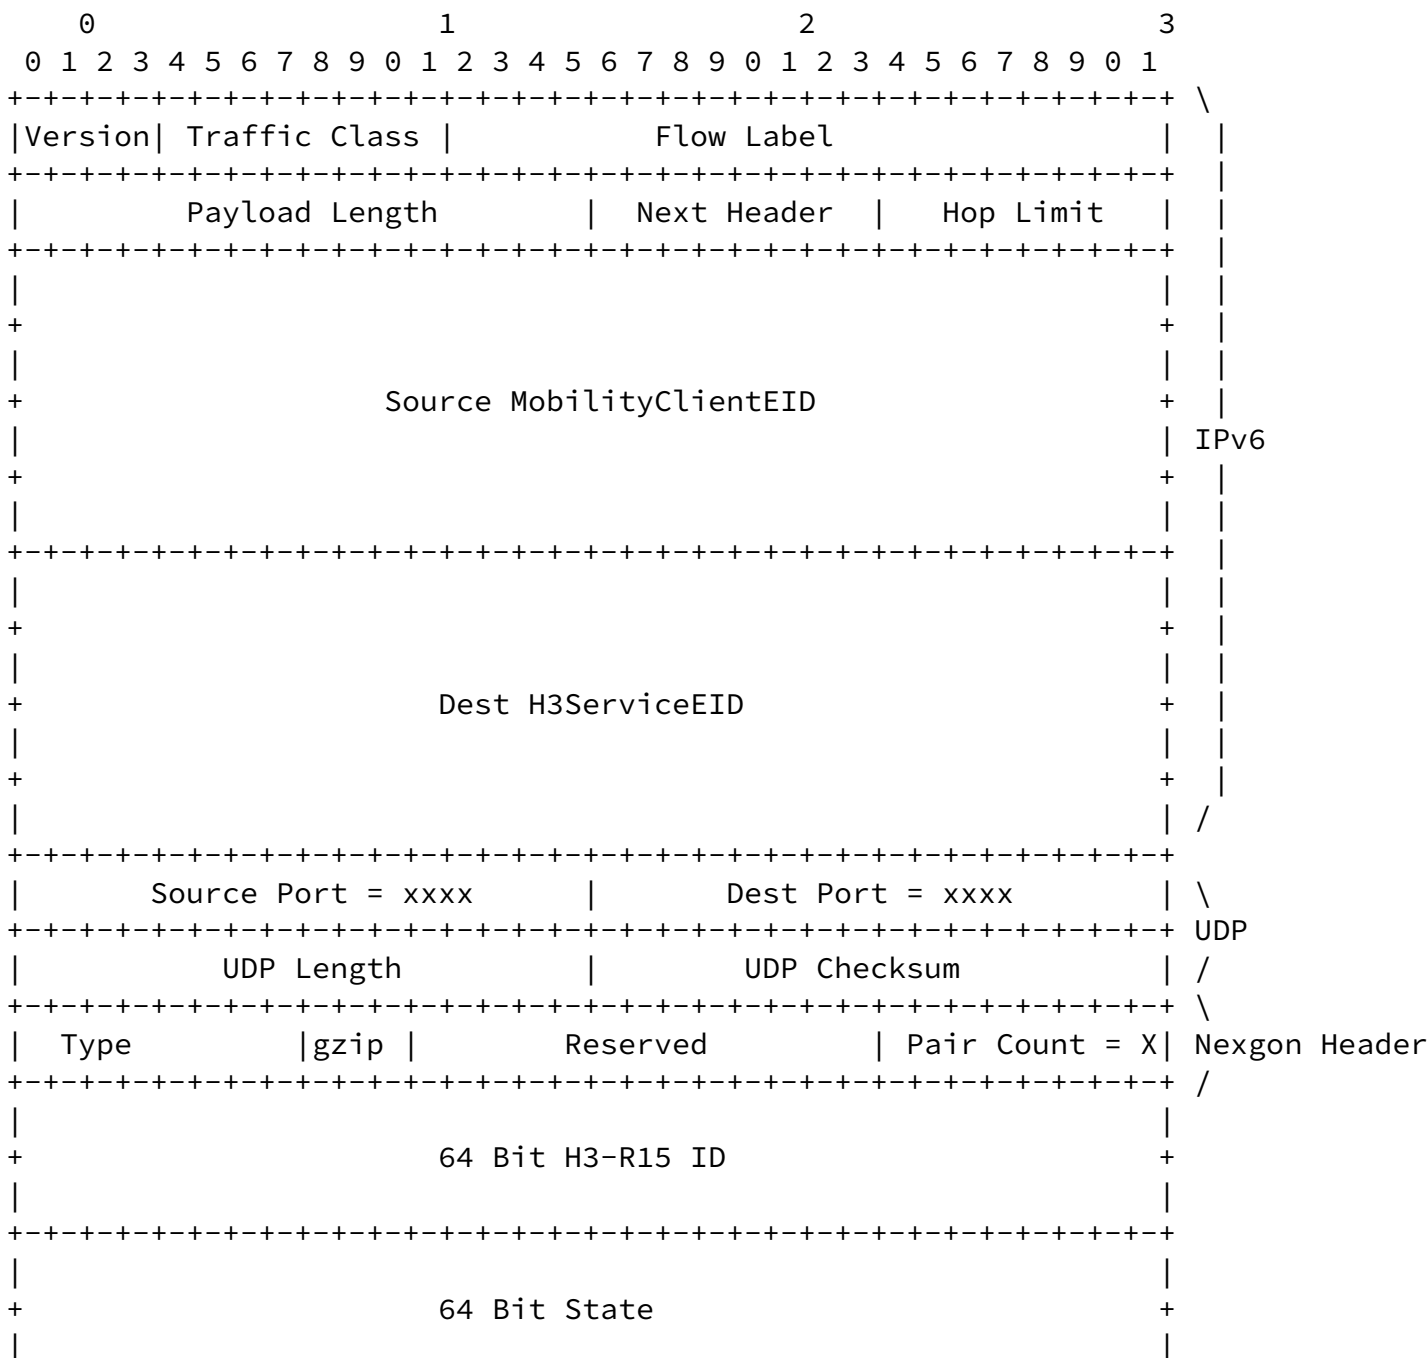 0                   1                   2                   3
 0 1 2 3 4 5 6 7 8 9 0 1 2 3 4 5 6 7 8 9 0 1 2 3 4 5 6 7 8 9 0 1
+-+-+-+-+-+-+-+-+-+-+-+-+-+-+-+-+-+-+-+-+-+-+-+-+-+-+-+-+-+-+-+-+ \
|Version| Traffic Class |           Flow Label                  |  |
+-+-+-+-+-+-+-+-+-+-+-+-+-+-+-+-+-+-+-+-+-+-+-+-+-+-+-+-+-+-+-+-+  |
|         Payload Length        |  Next Header  |   Hop Limit   |  |
+-+-+-+-+-+-+-+-+-+-+-+-+-+-+-+-+-+-+-+-+-+-+-+-+-+-+-+-+-+-+-+-+  |
|                                                               |  |
+                                                               +  |
|                                                               |  |
+                    Source MobilityClientEID                   +  |
|                                                               | IPv6
+                                                               +  |
|                                                               |  |
+-+-+-+-+-+-+-+-+-+-+-+-+-+-+-+-+-+-+-+-+-+-+-+-+-+-+-+-+-+-+-+-+  |
|                                                               |  |
+                                                               +  |
|                                                               |  |
+                       Dest H3ServiceEID                       +  |
|                                                               |  |
+                                                               +  |
|                                                               | /
+-+-+-+-+-+-+-+-+-+-+-+-+-+-+-+-+-+-+-+-+-+-+-+-+-+-+-+-+-+-+-+-+
|       Source Port = xxxx      |       Dest Port = xxxx        | \
+-+-+-+-+-+-+-+-+-+-+-+-+-+-+-+-+-+-+-+-+-+-+-+-+-+-+-+-+-+-+-+-+ UDP
|           UDP Length          |        UDP Checksum           | /
+-+-+-+-+-+-+-+-+-+-+-+-+-+-+-+-+-+-+-+-+-+-+-+-+-+-+-+-+-+-+-+-+ \
|  Type         |gzip |        Reserved         | Pair Count = X| Nexgon Header
+-+-+-+-+-+-+-+-+-+-+-+-+-+-+-+-+-+-+-+-+-+-+-+-+-+-+-+-+-+-+-+-+ /
|                                                               |
+                       64 Bit H3-R15 ID                        +
|                                                               |
+-+-+-+-+-+-+-+-+-+-+-+-+-+-+-+-+-+-+-+-+-+-+-+-+-+-+-+-+-+-+-+-+
|                                                               |
+                       64 Bit State                            +
|                                                               |